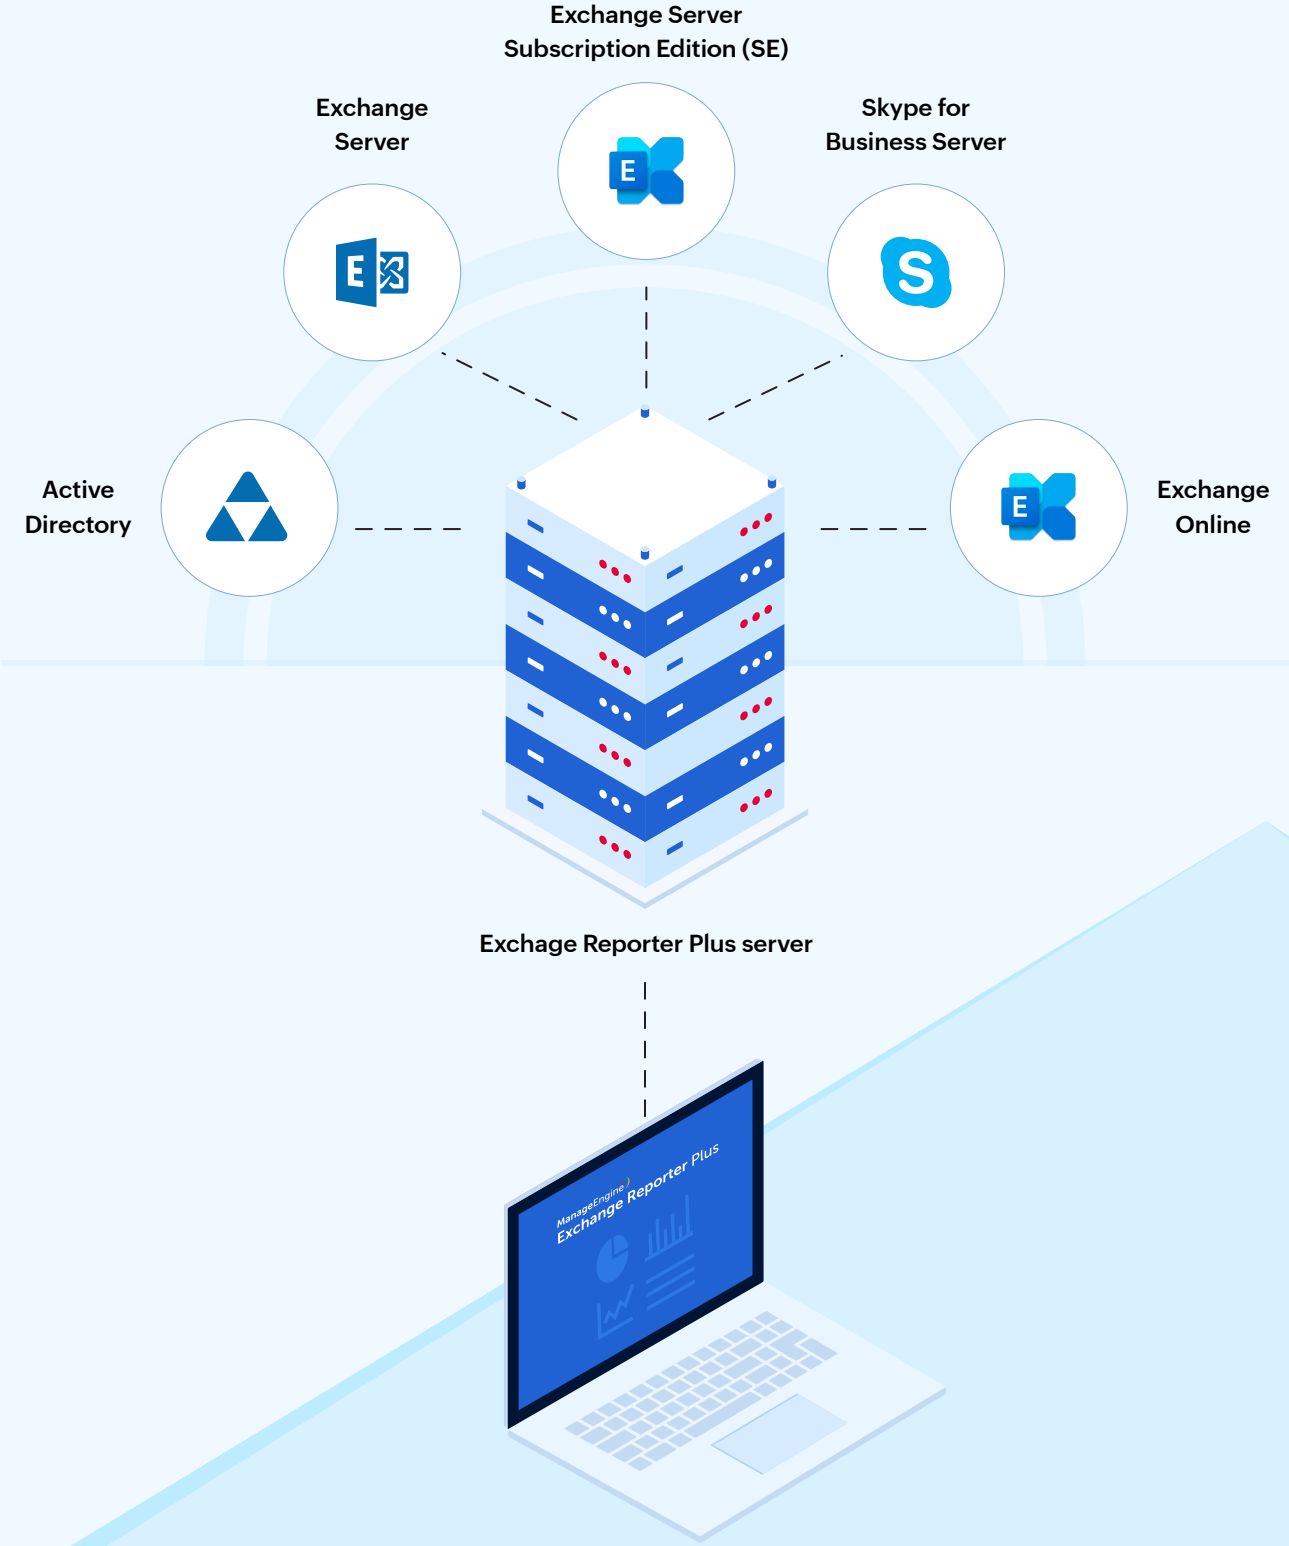 Exchange Server
Subscription Edition (SE)
Exchange
Server
Skype for
Business Server
E
E
S
Active
Directory
E
Exchange
Online
Exchage Reporter Plus server
ManageEngine
Exchange Reporter Plus